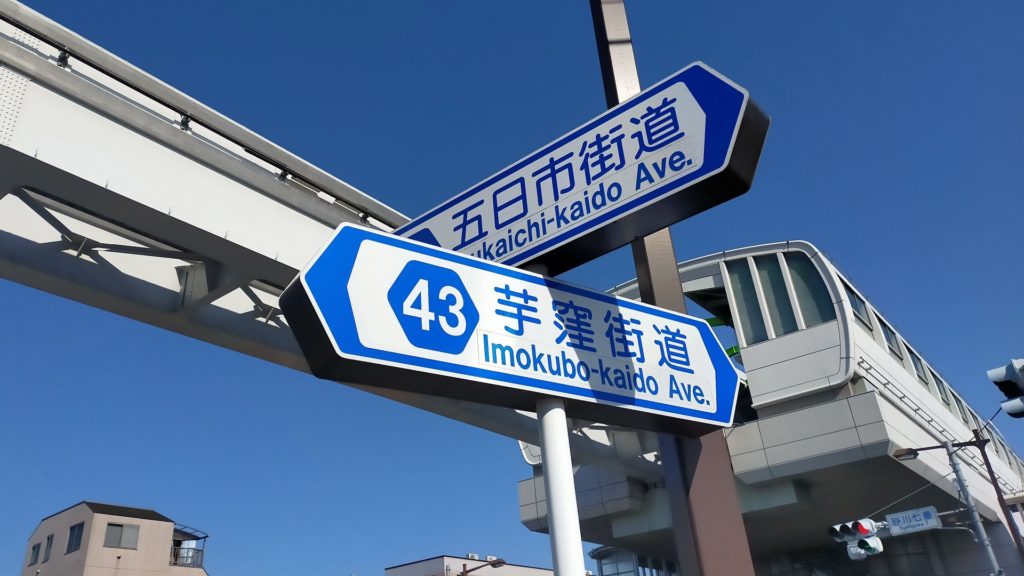 五日市街道
ukaichi-kaido Ave.
43 芋窪街道
Imokubo-kaido Ave.
砂川七番